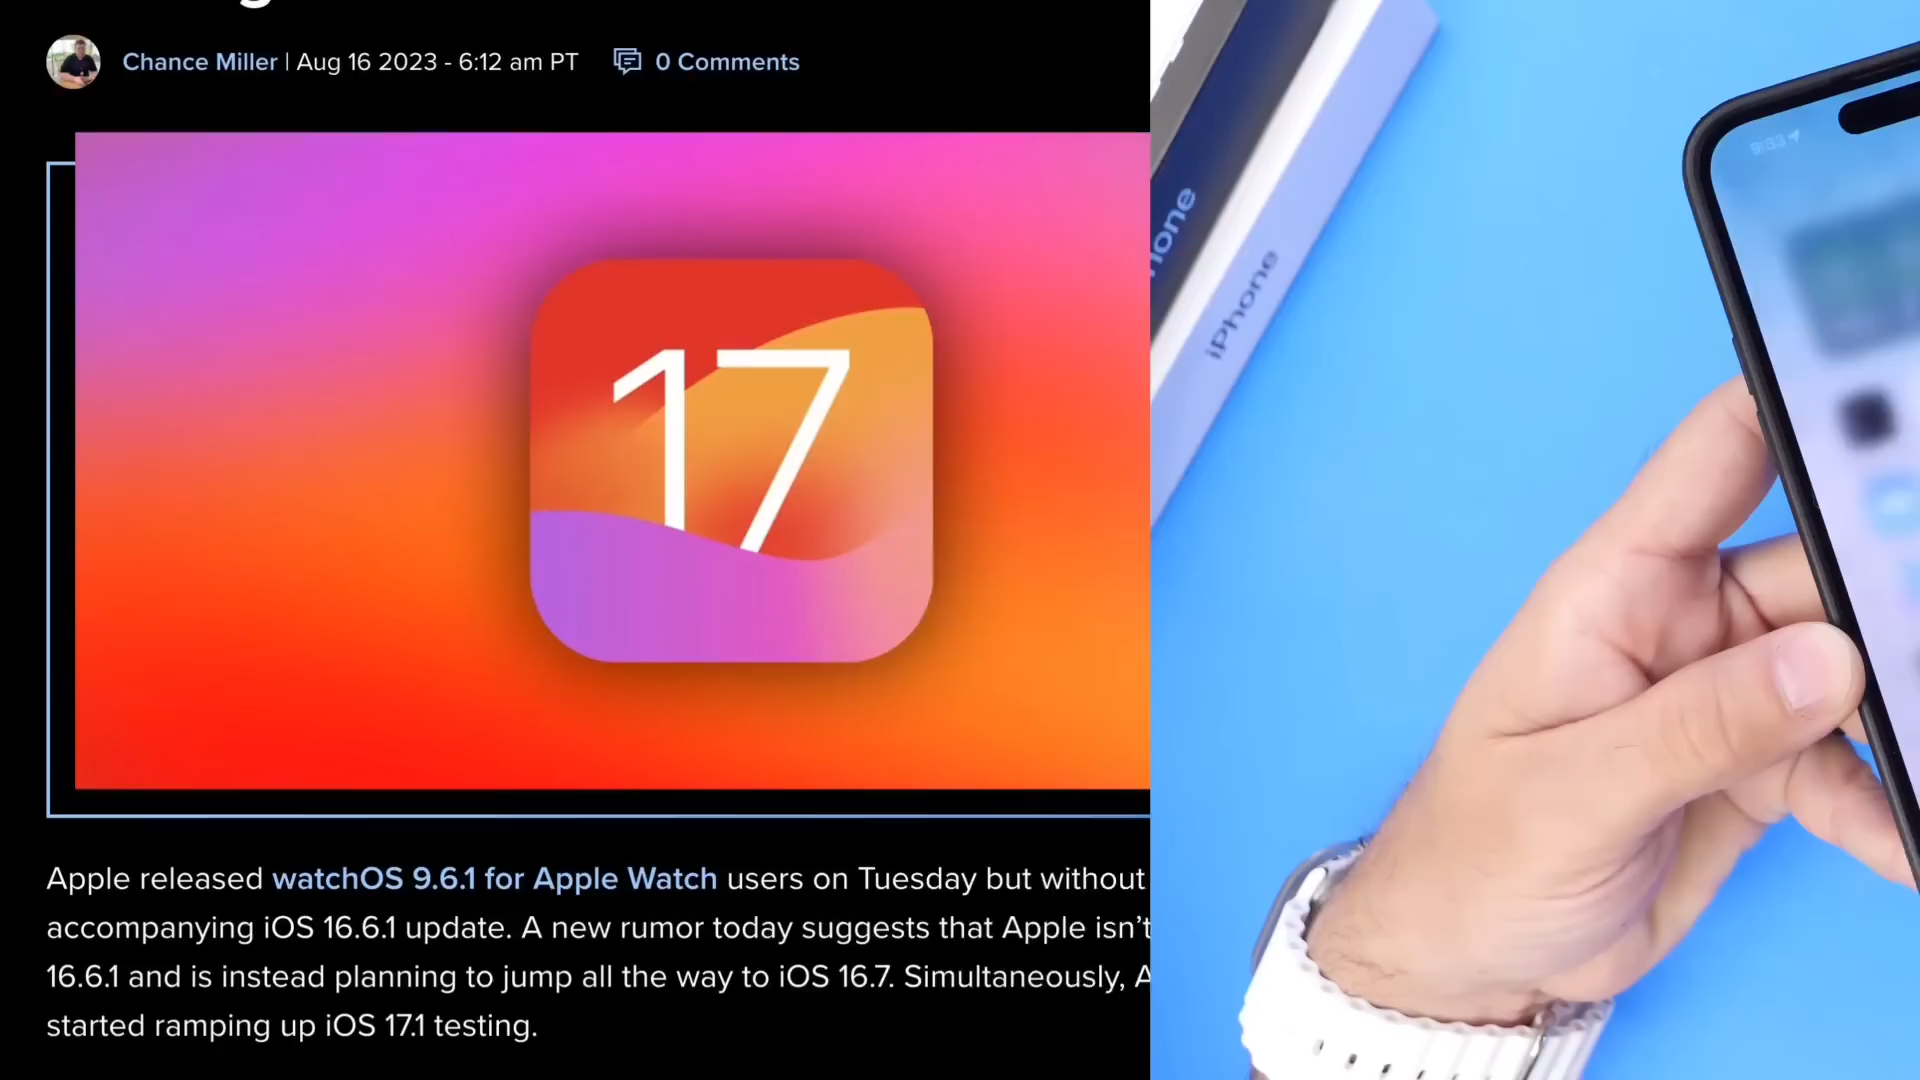 Chance Miller | Aug 16 2023 - 6:12 am PT 0 Comments
17
Apple released watchOS 9.6.1 for Apple Watch users on Tuesday but without
accompanying iOS 16.6.1 update. A new rumor today suggests that Apple isn't
16.6.1 and is instead planning to jump all the way to iOS 16.7. Simultaneously, A
started ramping up iOS 17.1 testing.
iPhone
9:33